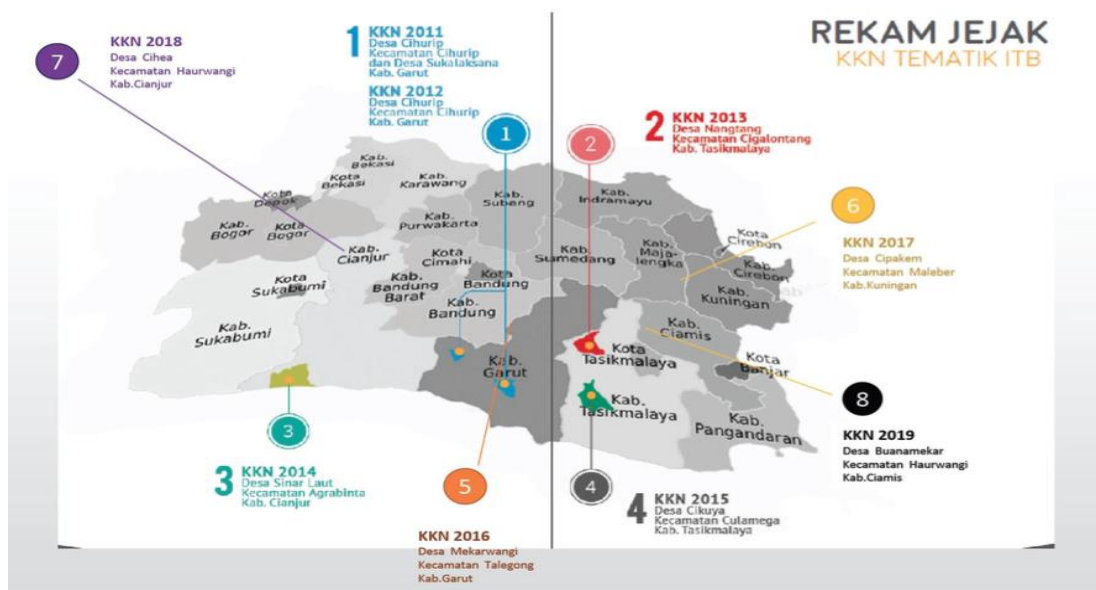 REKAM JEJAK
KKN TEMATIK ITB
7
KKN 2018
Desa Cihea
Kecamatan Haurwangi
Kab.Cianjur
1
KKN 2011
Desa Cihurip
Kecamatan Cihurip
dan Desa Sukalaksana
Kab. Garut
KKN 2012
Desa Cihurip
Kecamatan Cihurip
Kab. Garut
1
2
2
KKN 2013
Desa Nangtang
Kecamatan Cigalontang
Kab. Tasikmalaya
6
KKN 2017
Desa Cipakem
Kecamatan Maleber
Kab.Kuningan
Kab.
Bekasi
Kota
Bekasi
Kab.
Karawang
Kota
Depok
Kab.
Subang
Kab.
Indramayu
Kab.
Bogor
Kota
Bogor
Kab.
Purwakarta
Kab.
Cianjur
Kota
Cimahi
Kab.
Sumedang
Kab.
Maja-
lengka
Kota
Cirebon
Kab.
Cirebon
Kota
Sukabumi
Kab.
Bandung
Barat
Kota
Bandung
Kab.
Bandung
Kab.
Kuningan
Kab.
Sukabumi
Kab.
Garut
Kota
Tasikmalaya
Kab.
Ciamis
Kota
Banjar
Kab.
Tasikmalaya
Kab.
Pangandaran
3
3
KKN 2014
Desa Sinar Laut
Kecamatan Agrabinta
Kab. Cianjur
5
KKN 2016
Desa Mekarwangi
Kecamatan Talegong
Kab.Garut
4
4
KKN 2015
Desa Cikuya
Kecamatan Culamega
Kab. Tasikmalaya
8
KKN 2019
Desa Buanamekar
Kecamatan Haurwangi
Kab.Ciamis